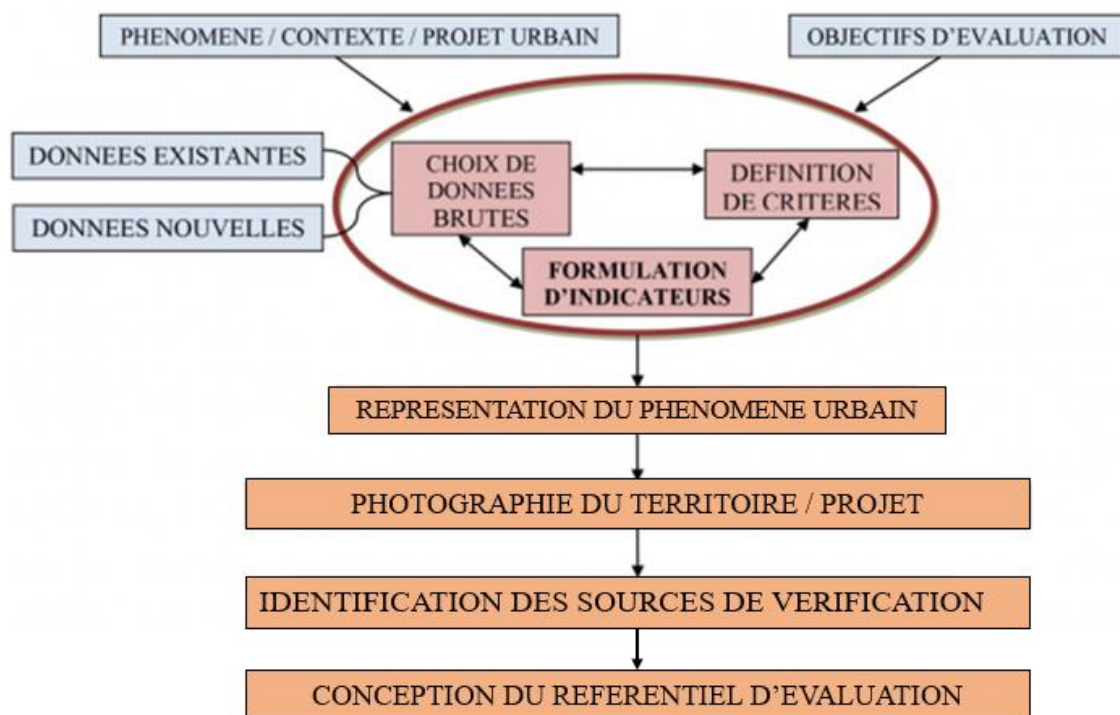 PHENOMENE / CONTEXTE / PROJET URBAIN
OBJECTIFS D'EVALUATION
DONNEES EXISTANTES
DONNEES NOUVELLES
CHOIX DE
DONNEES
BRUTES
DEFINITION
DE CRITERES
FORMULATION
D'INDICATEURS
REPRESENTATION DU PHENOMENE URBAIN
PHOTOGRAPHIE DU TERRITOIRE / PROJET
IDENTIFICATION DES SOURCES DE VERIFICATION
CONCEPTION DU REFERENTIEL D'EVALUATION